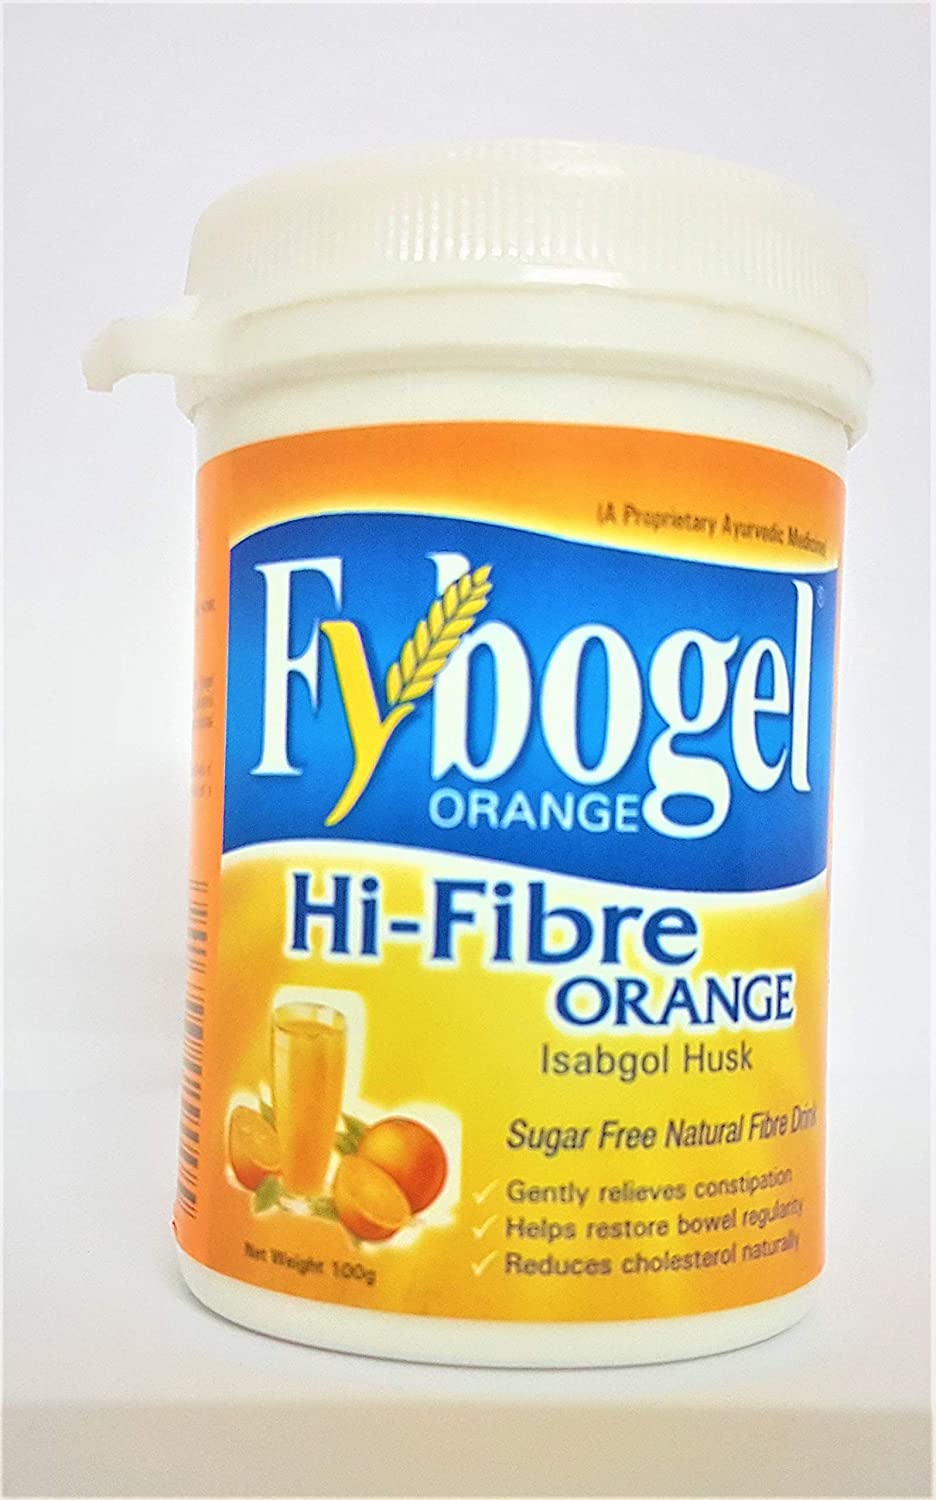 (A Proprietary Ayurvedic Medicine)
Fybogel®
ORANGE
Hi-Fibre
ORANGE
Isabgol Husk
Sugar Free Natural Fibre Drink
Gently relieves constipation
Helps restore bowel regularity
Reduces cholesterol naturally
Net Weight 100g